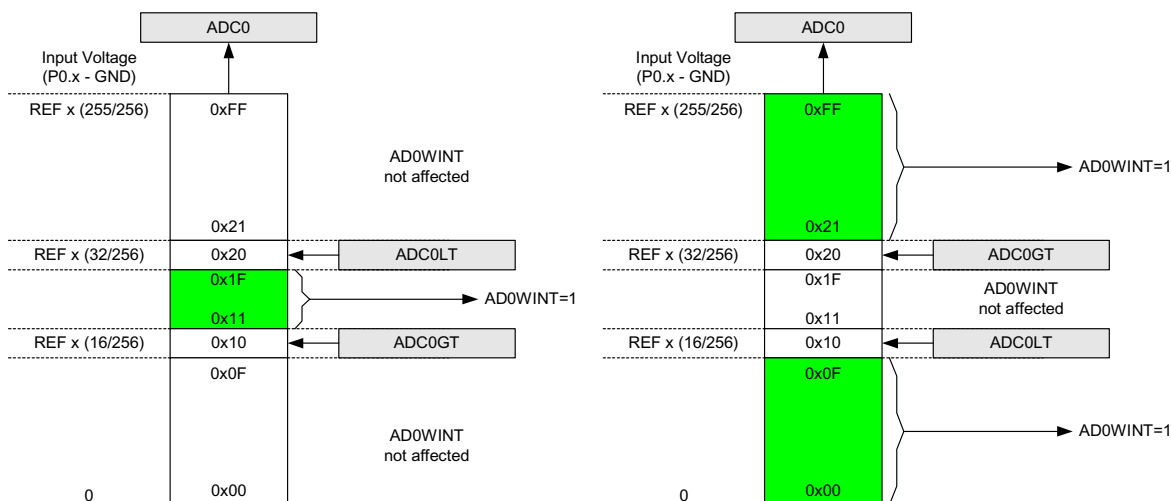 ADC0
Input Voltage
(P0.x - GND)
REF x (255/256)
0xFF
AD0WINT
not affected
0x21
REF x (32/256)
0x20
ADC0LT
0x1F
AD0WINT=1
0x11
REF x (16/256)
0x10
ADC0GT
0x0F
AD0WINT
not affected
0
0x00
ADC0
Input Voltage
(P0.x - GND)
REF x (255/256)
0xFF
AD0WINT=1
0x21
REF x (32/256)
0x20
ADC0GT
0x1F
AD0WINT
not affected
0x11
REF x (16/256)
0x10
ADC0LT
0x0F
AD0WINT=1
0
0x00